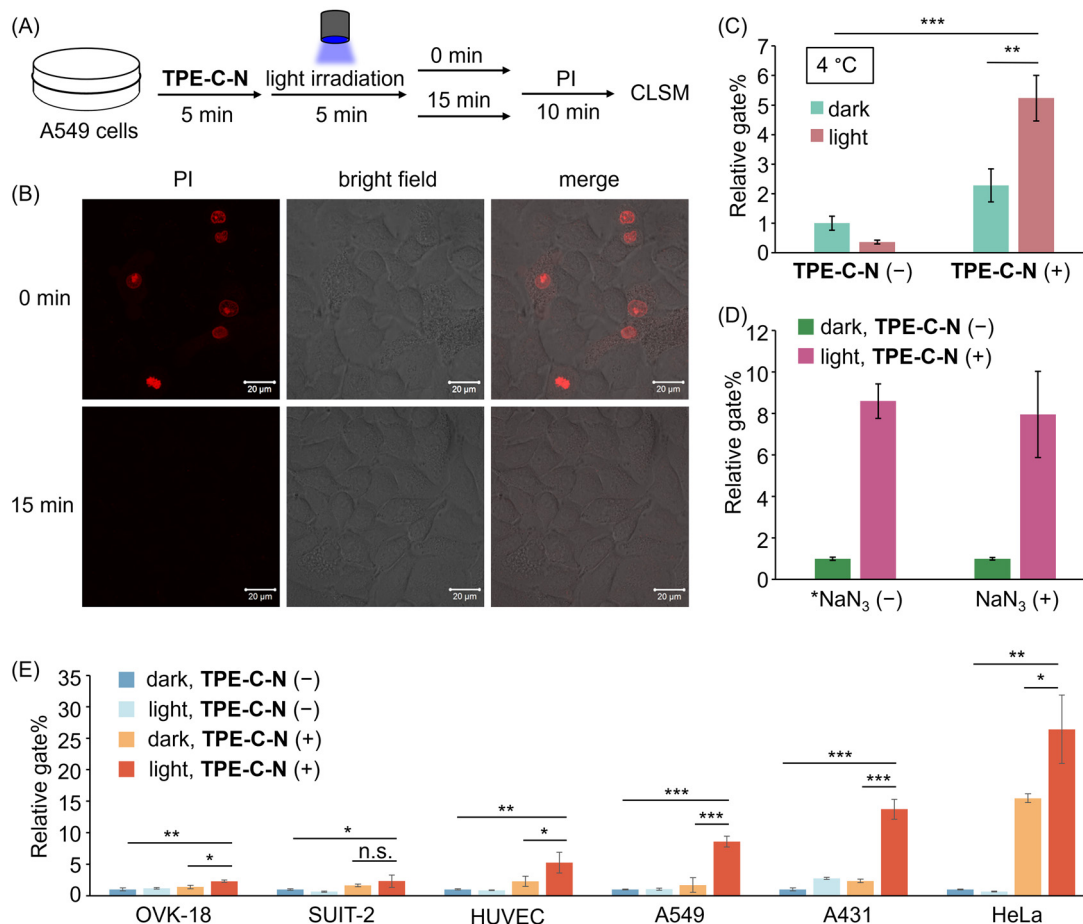 (A)
TPE-C-N
5 min
light irradiation
5 min
0 min
15 min
PI
10 min
CLSM
A549 cells
(B)
PI
bright field
merge
0 min
20 µm
20 µm
20 µm
15 min
20 µm
20 µm
20 µm
(C)
Relative gate%
7
6
5
4
3
2
1
0
4 °C
dark
light
***
**
TPE-C-N (−)
TPE-C-N (+)
(D)
Relative gate%
12
10
8
6
4
2
0
dark, TPE-C-N (−)
light, TPE-C-N (+)
*NaN₃ (−)
NaN₃ (+)
(E)
Relative gate%
35
30
25
20
15
10
5
0
dark, TPE-C-N (−)
light, TPE-C-N (−)
dark, TPE-C-N (+)
light, TPE-C-N (+)
**
*
*
n.s.
**
*
***
***
***
***
**
*
OVK-18
SUIT-2
HUVEC
A549
A431
HeLa